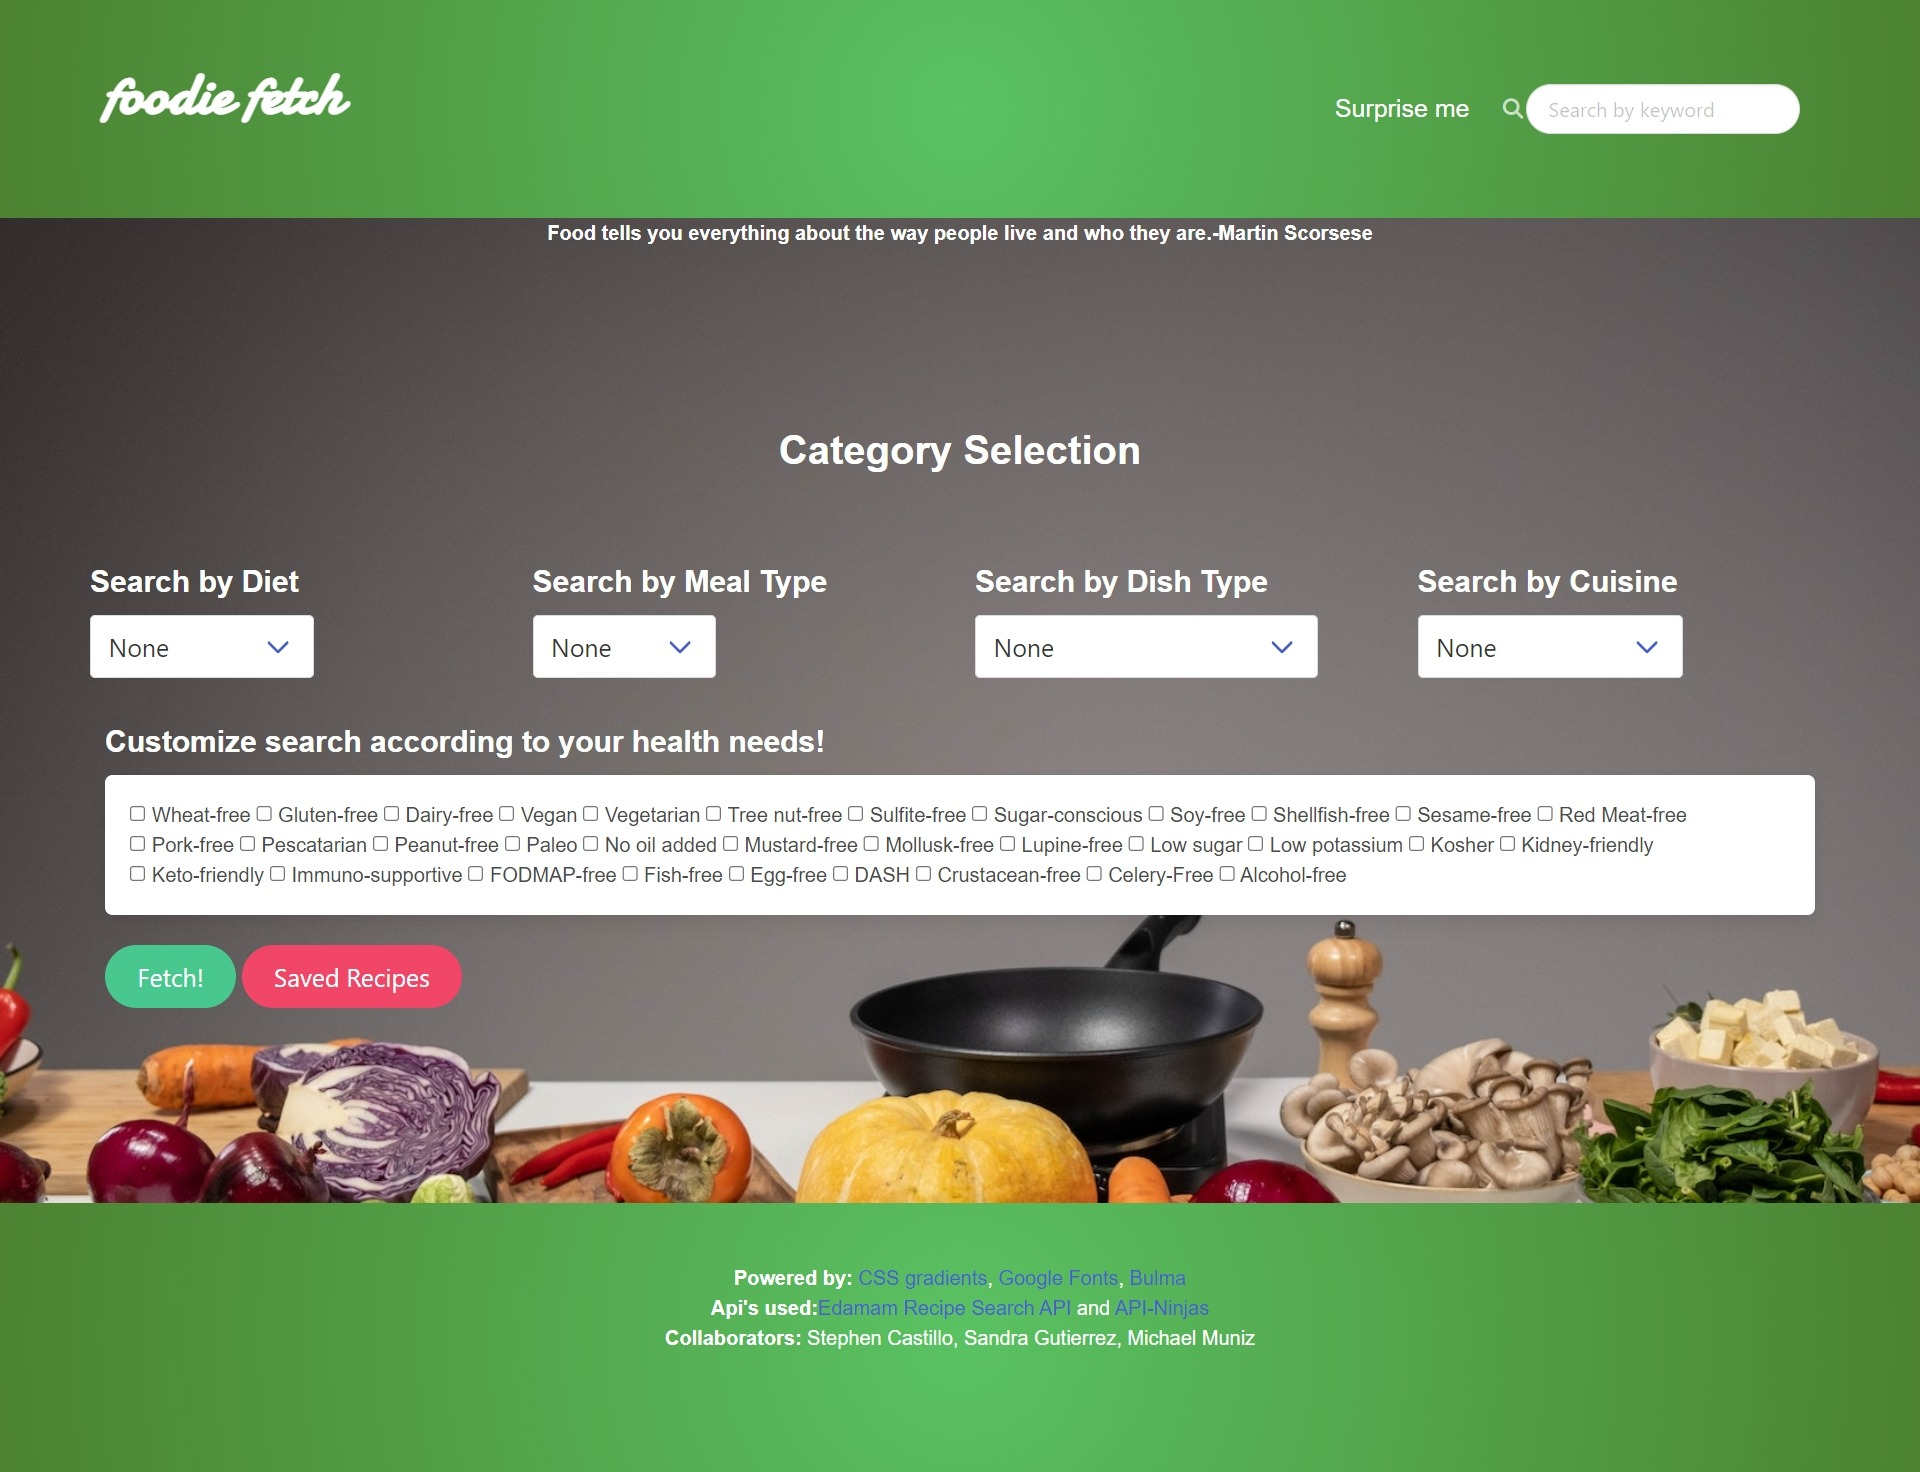 foodie fetch
Surprise me
Search by keyword
Food tells you everything about the way people live and who they are.-Martin Scorsese
Category Selection
Search by Diet
None
Search by Meal Type
None
Search by Dish Type
None
Search by Cuisine
None
Customize search according to your health needs!
Wheat-free Gluten-free Dairy-free Vegan Vegetarian Tree nut-free Sulfite-free Sugar-conscious Soy-free Shellfish-free Sesame-free Red Meat-free
Pork-free Pescatarian Peanut-free Paleo No oil added Mustard-free Mollusk-free Lupine-free Low sugar Low potassium Kosher Kidney-friendly
Keto-friendly Immuno-supportive FODMAP-free Fish-free Egg-free DASH Crustacean-free Celery-Free Alcohol-free
Fetch!
Saved Recipes
Powered by: CSS gradients, Google Fonts, Bulma
Api's used:Edamam Recipe Search API and API-Ninjas
Collaborators: Stephen Castillo, Sandra Gutierrez, Michael Muniz